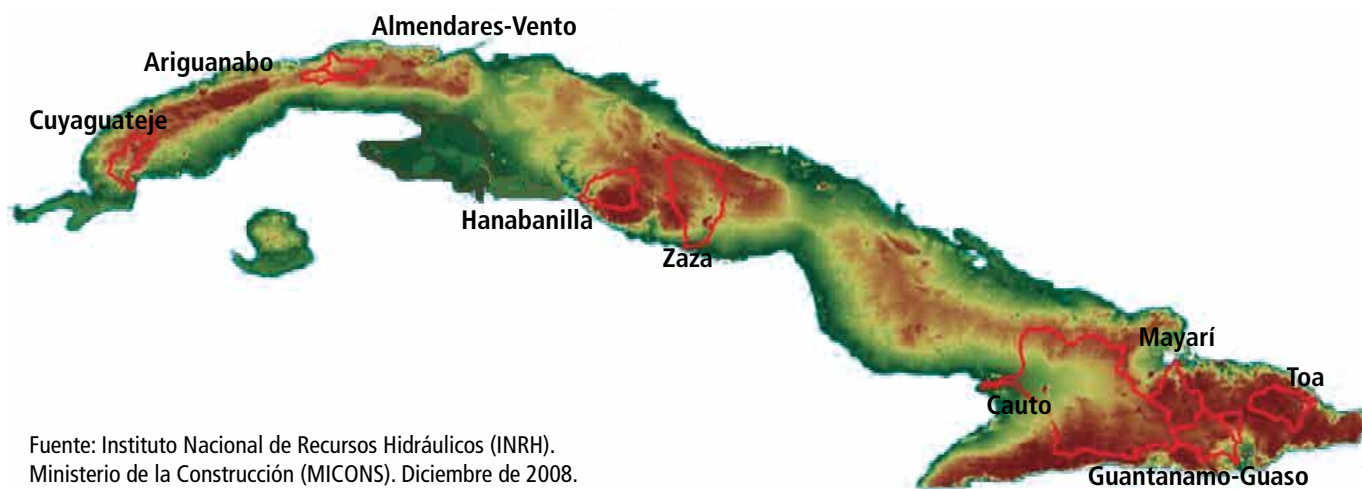 Almendares-Vento
Ariguanabo
Cuyaguateje
Hanabanilla
Zaza
Mayarí
Toa
Cauto
Guantanamo-Guaso
Fuente: Instituto Nacional de Recursos Hidráulicos (INRH).
Ministerio de la Construcción (MICONS). Diciembre de 2008.